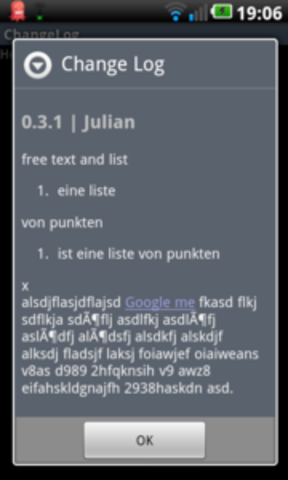 19:06
ChangeLog
Change Log
0.3.1 | Julian
free text and list
1. eine liste
von punkten
1. ist eine liste von punkten
x
alsdjflasjdflajsd Google me fkasd flkj
sdflkja sdÃ¶flj asdlfkj asdlÃ¶fj
aslÃ¶dfj alÃ¶dsfj alsdkfj alskdjf
alksdj fladsjf laksj foiawjef oiaiweans
v8as d989 2hfqknsih v9 awz8
eifahskldgnajfh 2938haskdn asd.
OK